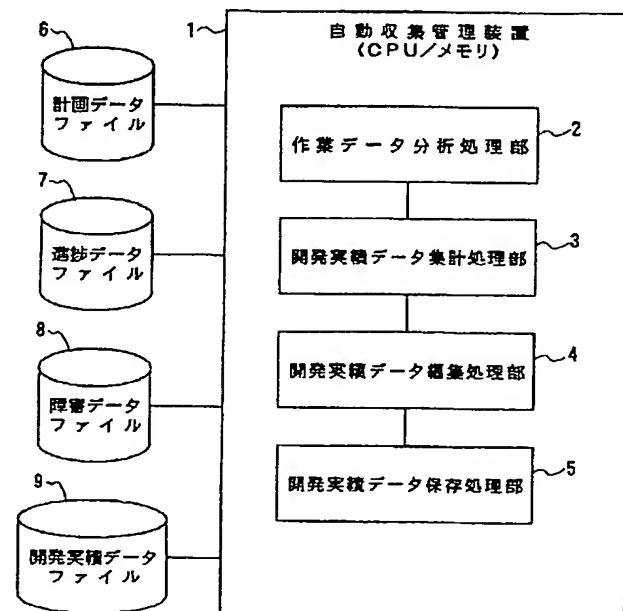 6
計画データ
ファイル
7
進捗データ
ファイル
8
障害データ
ファイル
9
開発実績データ
ファイル
1
自動収集管理装置
(CPU/メモリ)
作業データ分析処理部
2
開発実績データ集計処理部
3
開発実績データ編集処理部
4
開発実績データ保存処理部
5